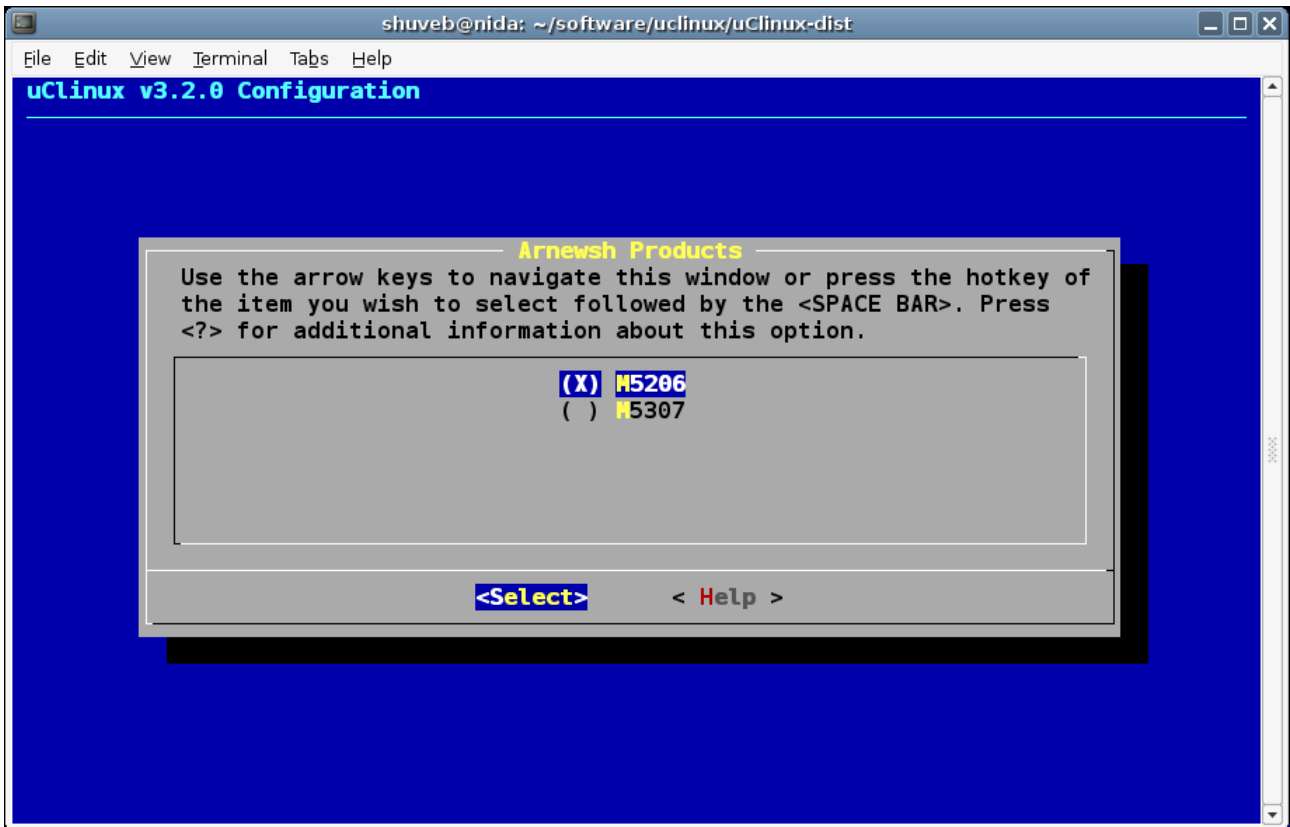 shuveb@nida: ~/software/uclinux/uClinux-dist
File Edit View Terminal Tabs Help
uClinux v3.2.0 Configuration
Arnewsh Products
Use the arrow keys to navigate this window or press the hotkey of
the item you wish to select followed by the <SPACE BAR>. Press
<?> for additional information about this option.
(X) M5206
( ) M5307
<Select> < Help >